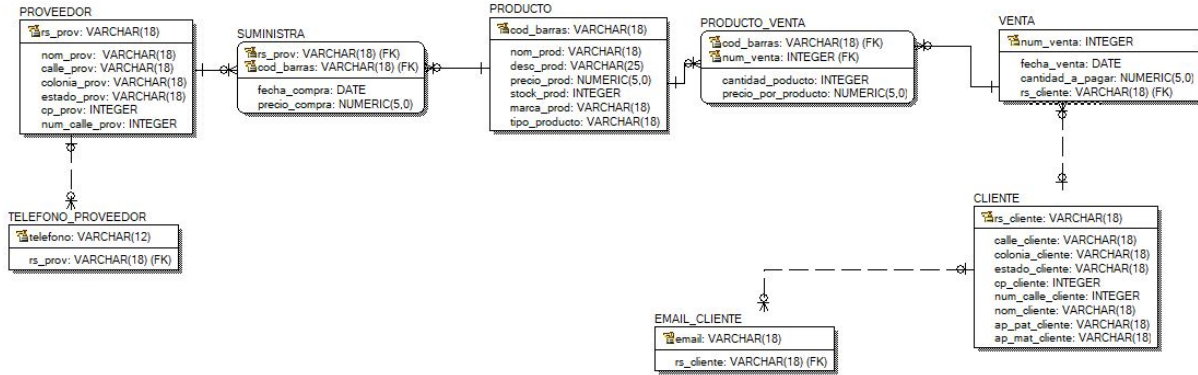 PROVEEDOR
rs_prov: VARCHAR(18)
nom_prov: VARCHAR(18)
calle_prov: VARCHAR(18)
colonia_prov: VARCHAR(18)
estado_prov: VARCHAR(18)
cp_prov: INTEGER
num_calle_prov: INTEGER
SUMINISTRA
rs_prov: VARCHAR(18) (FK)
cod_barras: VARCHAR(18) (FK)
fecha_compra: DATE
precio_compra: NUMERIC(5,0)
PRODUCTO
cod_barras: VARCHAR(18)
nom_prod: VARCHAR(18)
deso_prod: VARCHAR(25)
precio_prod: NUMERIC(5,0)
stock_prod: INTEGER
marca_prod: VARCHAR(18)
tipo_producto: VARCHAR(18)
PRODUCTO_VENTA
cod_barras: VARCHAR(18) (FK)
num_venta: INTEGER (FK)
cantidad_poducto: INTEGER
precio_por_producto: NUMERIC(5,0)
VENTA
num_venta: INTEGER
fecha_venta: DATE
cantidad_a_pagar: NUMERIC(5,0)
rs_cliente: VARCHAR(18) (FK)
TELEFONO_PROVEEDOR
telefono: VARCHAR(12)
rs_prov: VARCHAR(18) (FK)
CLIENTE
rs_cliente: VARCHAR(18)
calle_cliente: VARCHAR(18)
colonia_cliente: VARCHAR(18)
estado_cliente: VARCHAR(18)
cp_cliente: INTEGER
num_calle_cliente: INTEGER
nom_cliente: VARCHAR(18)
ap_pat_cliente: VARCHAR(18)
ap_mat_cliente: VARCHAR(18)
EMAIL_CLIENTE
email: VARCHAR(18)
rs_cliente: VARCHAR(18) (FK)